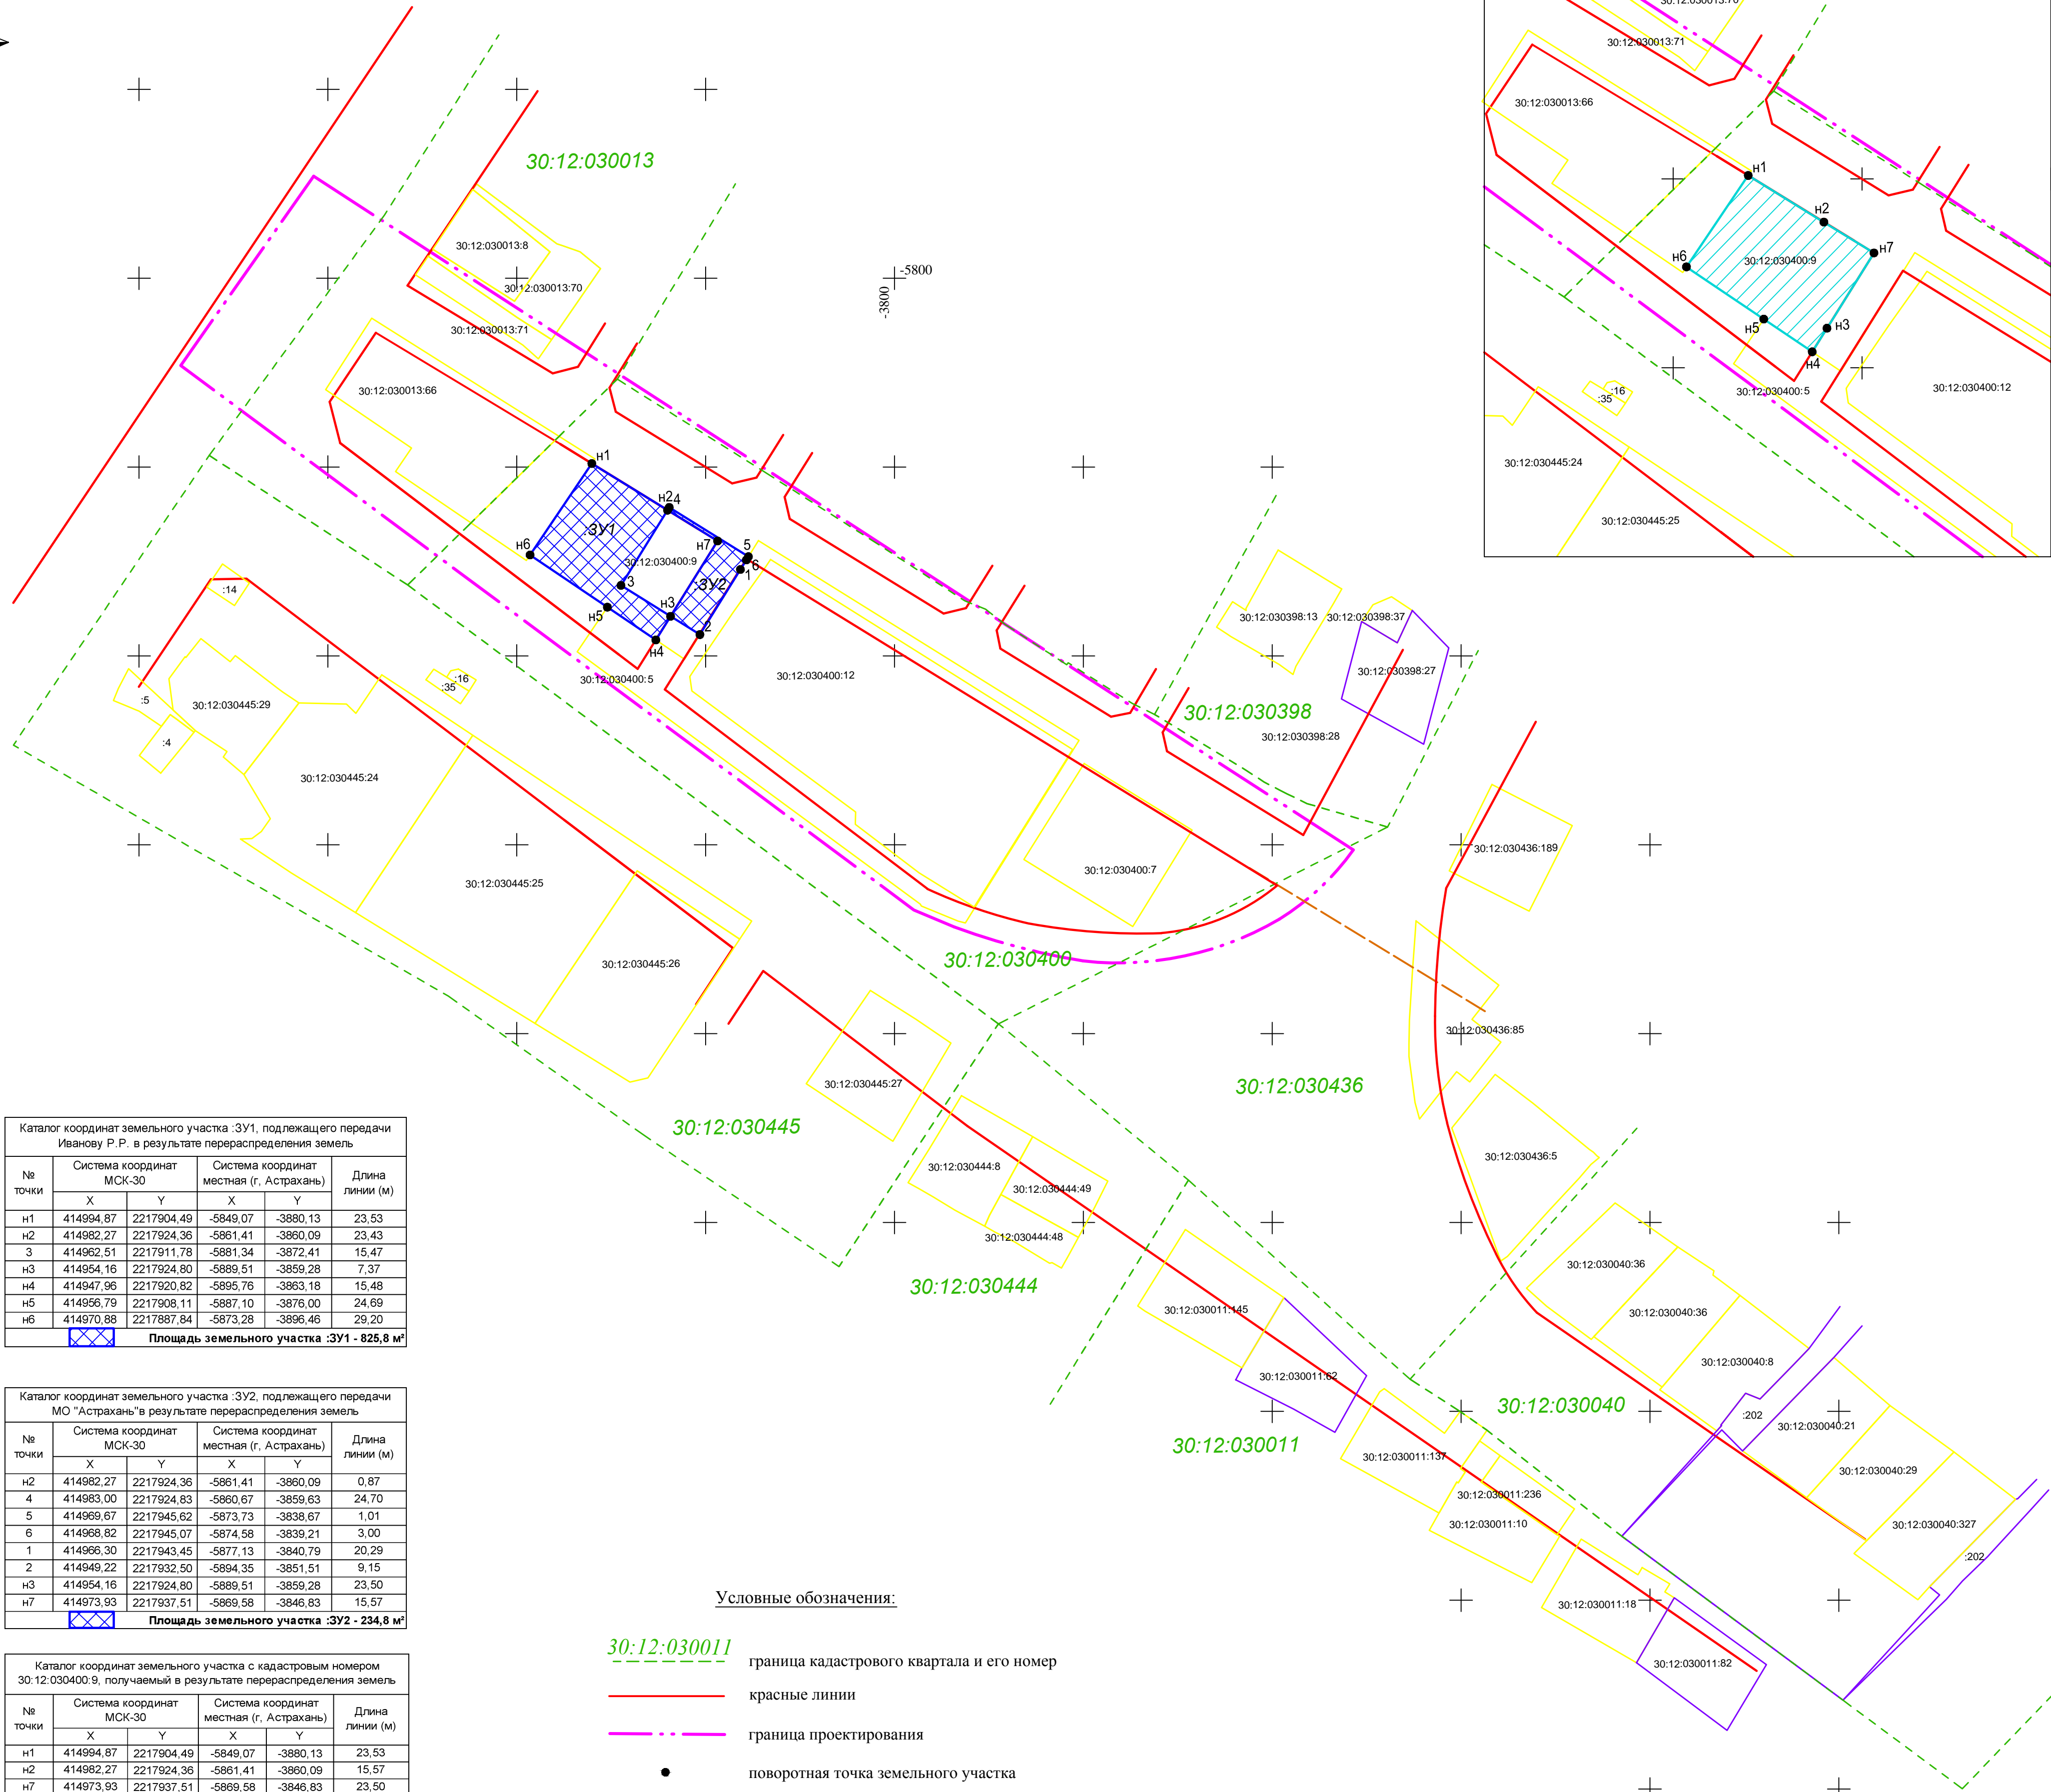 30:12:030013
30:12:030013:8
30:12:030013:70
30:12:030013:71
30:12:030013:66
-5800
-3800
н1
н2
4
н7
5
6
1
:ЗУ1
30:12:030400:9
:ЗУ2
н6
3
н3
н5
2
н4
30:12:030400:5
30:12:030400:12
30:12:030400:7
30:12:030400
:14
:5
:4
:16
:35
30:12:030445:29
30:12:030445:24
30:12:030445:25
30:12:030445:26
30:12:030445:27
30:12:030445
30:12:030398:13
30:12:030398:37
30:12:030398:27
30:12:030398
30:12:030398:28
30:12:030436:189
30:12:030436:85
30:12:030436
30:12:030436:5
30:12:030444:8
30:12:030444:49
30:12:030444:48
30:12:030444
30:12:030011:145
30:12:030011:62
30:12:030011
30:12:030011:137
30:12:030011:236
30:12:030011:10
30:12:030011:18
30:12:030011:82
30:12:030040:36
30:12:030040:36
30:12:030040:8
30:12:030040
:202
30:12:030040:21
30:12:030040:29
30:12:030040:327
:202
30:12:030013:71
30:12:030013:66
н1
н2
н7
н6
30:12:030400:9
н5
н3
н4
30:12:030400:5
30:12:030400:12
:16
:35
30:12:030445:24
30:12:030445:25
Каталог координат земельного участка :ЗУ1, подлежащего передачи
Иванову Р.Р. в результате перераспределения земель
№ точки Система координат МСК-30 Система координат местная (г, Астрахань) Длина линии (м)
X Y X Y
н1 414994,87 2217904,49 -5849,07 -3880,13 23,53
н2 414982,27 2217924,36 -5861,41 -3860,09 23,43
3 414962,51 2217911,78 -5881,34 -3872,41 15,47
н3 414954,16 2217924,80 -5889,51 -3859,28 7,37
н4 414947,96 2217920,82 -5895,76 -3863,18 15,48
н5 414956,79 2217908,11 -5887,10 -3876,00 24,69
н6 414970,88 2217887,84 -5873,28 -3896,46 29,20
Площадь земельного участка :ЗУ1 - 825,8 м²
Каталог координат земельного участка :ЗУ2, подлежащего передачи
МО "Астрахань"в результате перераспределения земель
№ точки Система координат МСК-30 Система координат местная (г, Астрахань) Длина линии (м)
X Y X Y
н2 414982,27 2217924,36 -5861,41 -3860,09 0,87
4 414983,00 2217924,83 -5860,67 -3859,63 24,70
5 414969,67 2217945,62 -5873,73 -3838,67 1,01
6 414968,82 2217945,07 -5874,58 -3839,21 3,00
1 414966,30 2217943,45 -5877,13 -3840,79 20,29
2 414949,22 2217932,50 -5894,35 -3851,51 9,15
н3 414954,16 2217924,80 -5889,51 -3859,28 23,50
н7 414973,93 2217937,51 -5869,58 -3846,83 15,57
Площадь земельного участка :ЗУ2 - 234,8 м²
Каталог координат земельного участка с кадастровым номером
30:12:030400:9, получаемый в результате перераспределения земель
№ точки Система координат МСК-30 Система координат местная (г, Астрахань) Длина линии (м)
X Y X Y
н1 414994,87 2217904,49 -5849,07 -3880,13 23,53
н2 414982,27 2217924,36 -5861,41 -3860,09 15,57
н7 414973,93 2217937,51 -5869,58 -3846,83 23,50
Условные обозначения:
30:12:030011
граница кадастрового квартала и его номер
красные линии
граница проектирования
поворотная точка земельного участка